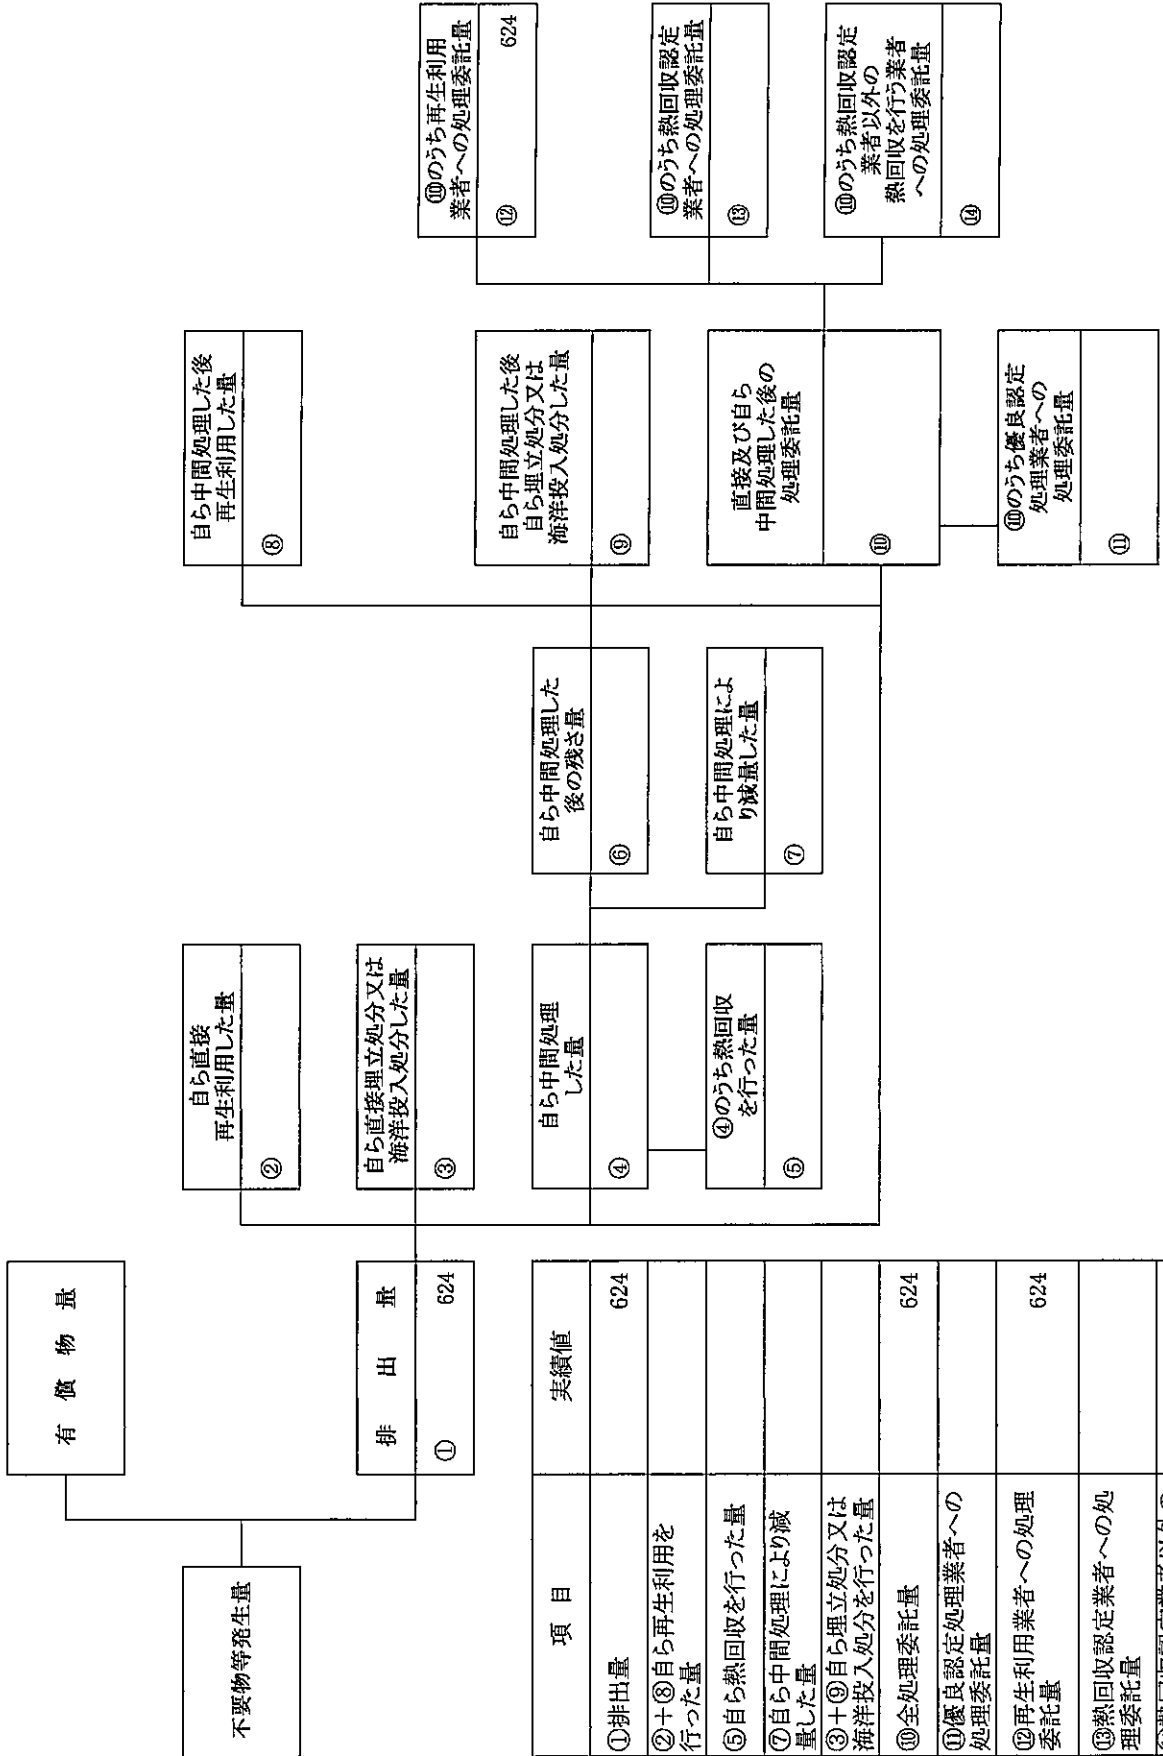 不要物等発生量
有償物量
排出量
① 624
自ら直接
再生利用した量
②
自ら直接埋立処分又は
海洋投入処分した量
③
自ら中間処理
した量
④
④のうち熱回収
を行った量
⑤
自ら中間処理した
後の残さ量
⑥
自ら中間処理によ
り減量した量
⑦
自ら中間処理した後
再生利用した量
⑧
自ら中間処理した後
自ら埋立処分又は
海洋投入処分した量
⑨
直接及び自ら
中間処理した後の
処理委託量
⑩
⑩のうち優良認定
処理業者への
処理委託量
⑪
⑩のうち再生利用
業者への処理委託量
⑫ 624
⑩のうち熱回収認定
業者への処理委託量
⑬
⑩のうち熱回収認定
業者以外の
熱回収を行う業者
への処理委託量
⑭
項目 実績値
①排出量 624
②+⑧自ら再生利用を
行った量
⑤自ら熱回収を行った量
⑦自ら中間処理により減
量した量
③+⑨自ら埋立処分又は
海洋投入処分を行った量
⑩全処理委託量 624
⑪優良認定処理業者への
処理委託量
⑫再生利用業者への処理
委託量 624
⑬熱回収認定業者への処
理委託量